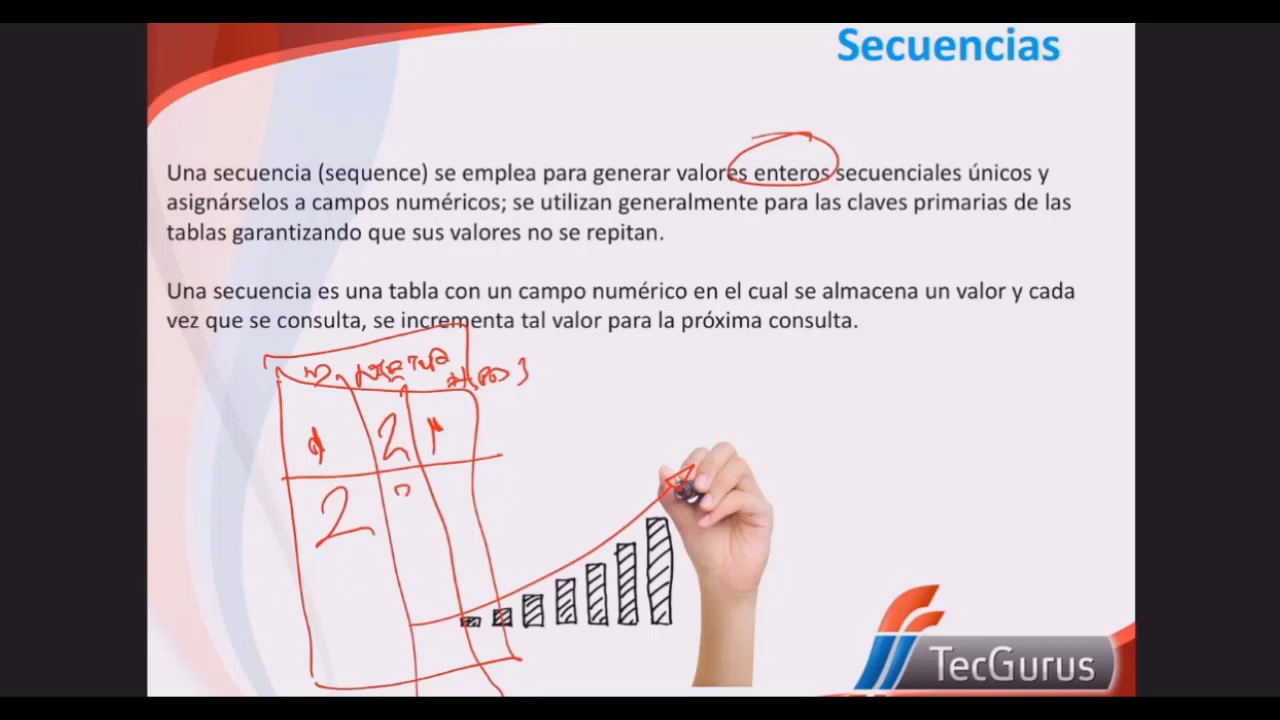 Secuencias
Una secuencia (sequence) se emplea para generar valores enteros secuenciales únicos y
asignárselos a campos numéricos; se utilizan generalmente para las claves primarias de las
tablas garantizando que sus valores no se repitan.
Una secuencia es una tabla con un campo numérico en el cual se almacena un valor y cada
vez que se consulta, se incrementa tal valor para la próxima consulta.
2
2
TecGurus